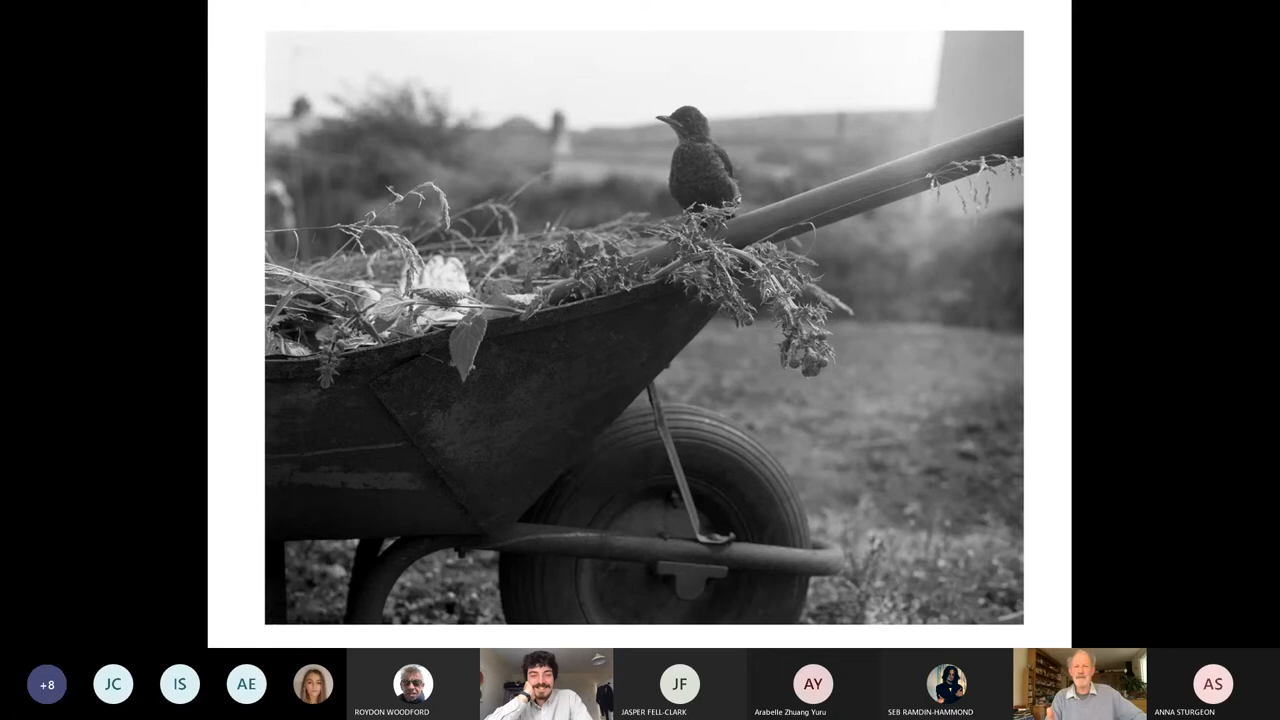 +8
JC
IS
AE
ROYDON WOODFORD
JF
JASPER FELL-CLARK
AY
Arabelle Zhuang Yuru
SEB RAMDIN-HAMMOND
AS
ANNA STURGEON